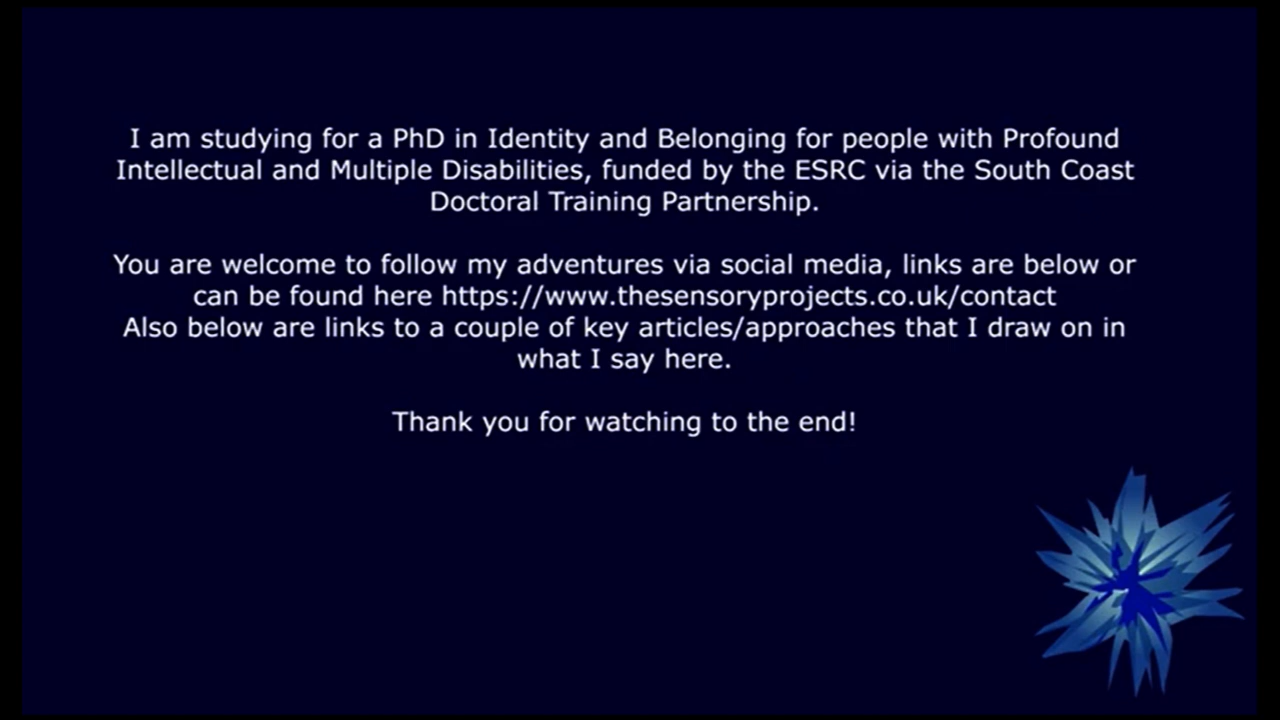 I am studying for a PhD in Identity and Belonging for people with Profound
Intellectual and Multiple Disabilities, funded by the ESRC via the South Coast
Doctoral Training Partnership.
You are welcome to follow my adventures via social media, links are below or
can be found here https://www.thesensoryprojects.co.uk/contact
Also below are links to a couple of key articles/approaches that I draw on in
what I say here.
Thank you for watching to the end!